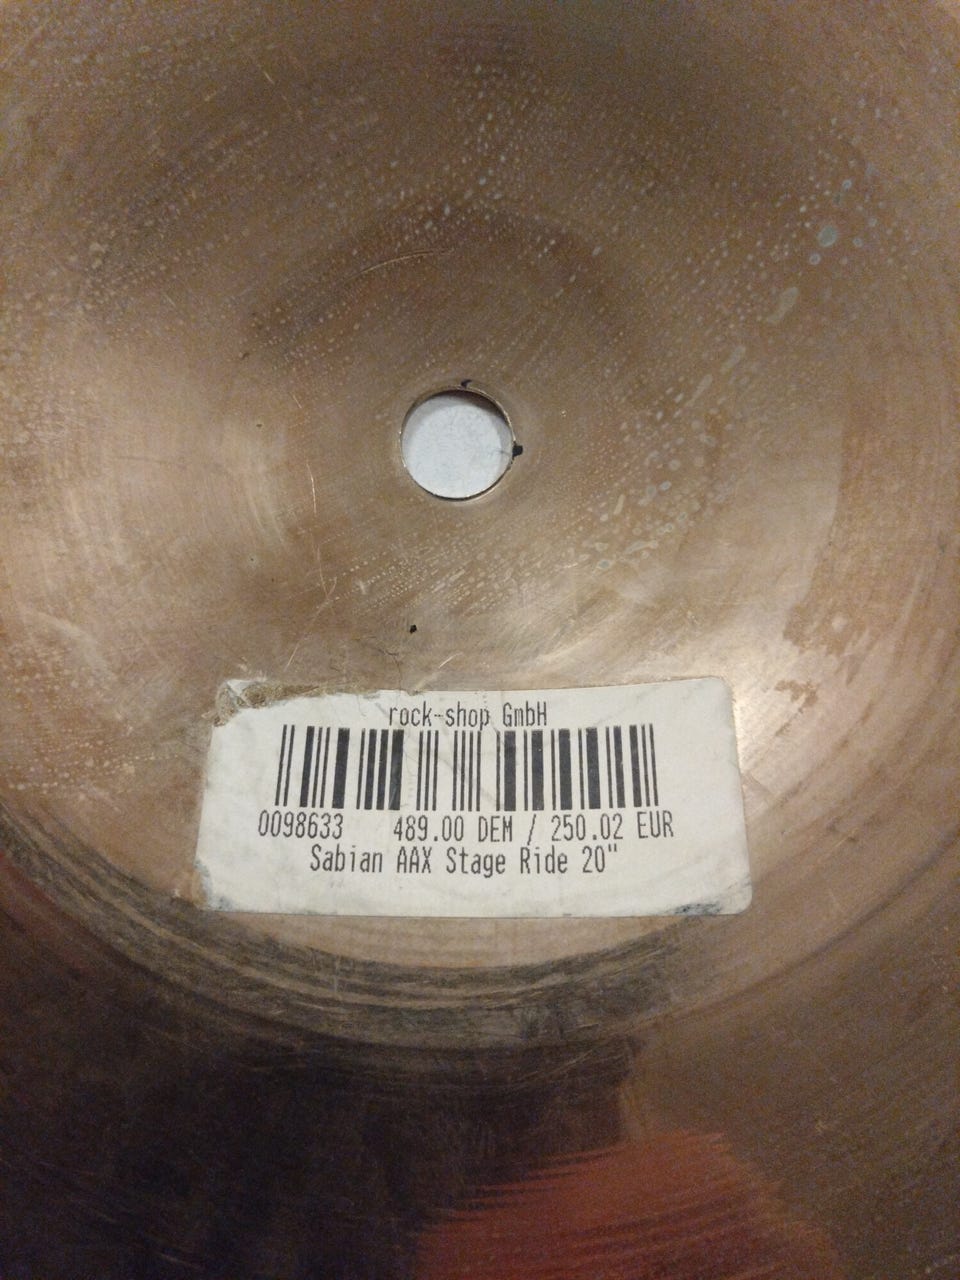 rock-shop GmbH
0098633 489.00 DEM / 250.02 EUR
Sabian AAX Stage Ride 20"